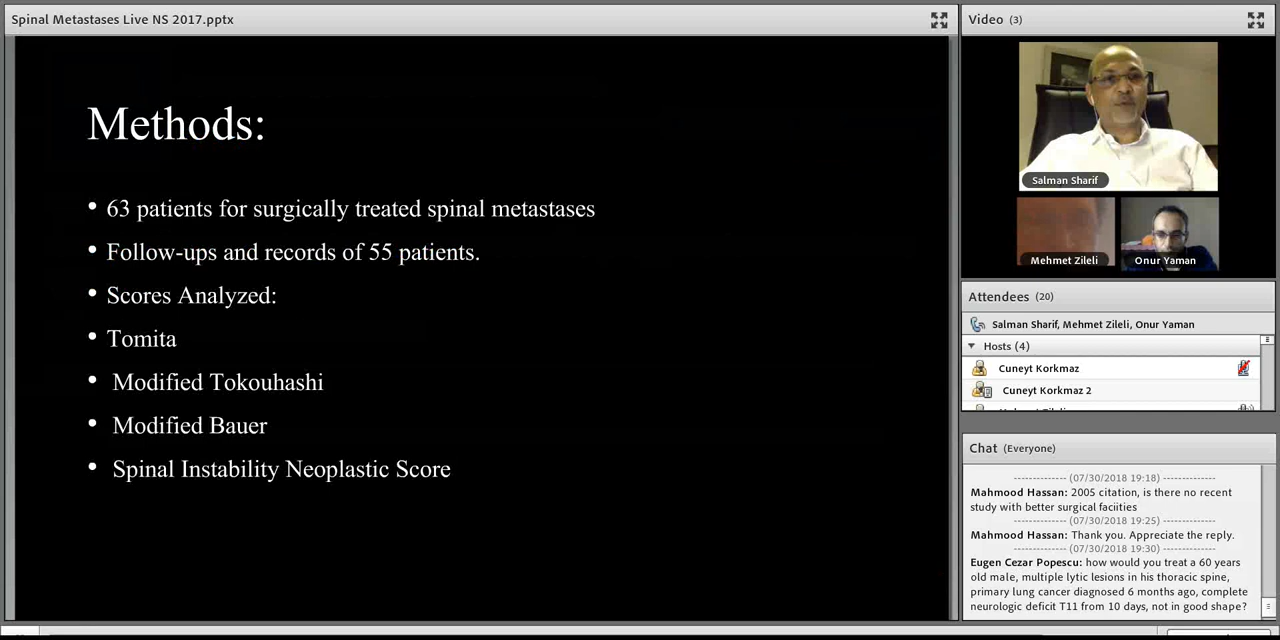 Spinal Metastases Live NS 2017.pptx
Methods:
• 63 patients for surgically treated spinal metastases
• Follow-ups and records of 55 patients.
• Scores Analyzed:
• Tomita
• Modified Tokouhashi
• Modified Bauer
• Spinal Instability Neoplastic Score
Video (3)
Salman Sharif
Mehmet Zileli
Onur Yaman
Attendees (20)
Salman Sharif, Mehmet Zileli, Onur Yaman
Hosts (4)
Cuneyt Korkmaz
Cuneyt Korkmaz 2
Chat (Everyone)
-------------- (07/30/2018 19:18) --------------
Mahmood Hassan: 2005 citation, is there no recent
study with better surgical faciities
-------------- (07/30/2018 19:25) --------------
Mahmood Hassan: Thank you. Appreciate the reply.
-------------- (07/30/2018 19:30) --------------
Eugen Cezar Popescu: how would you treat a 60 years
old male, multiple lytic lesions in his thoracic spine,
primary lung cancer diagnosed 6 months ago, complete
neurologic deficit T11 from 10 days, not in good shape?